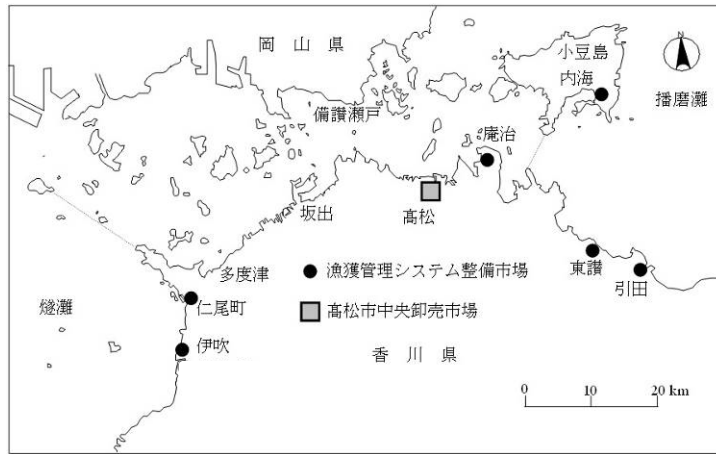 岡山県
小豆島
内海
N
播磨灘
備讃瀬戸
庵治
坂出
高松
東讃
引田
多度津
燧灘
仁尾町
伊吹
●漁獲管理システム整備市場
高松市中央卸売市場
香川県
0 10 20 km